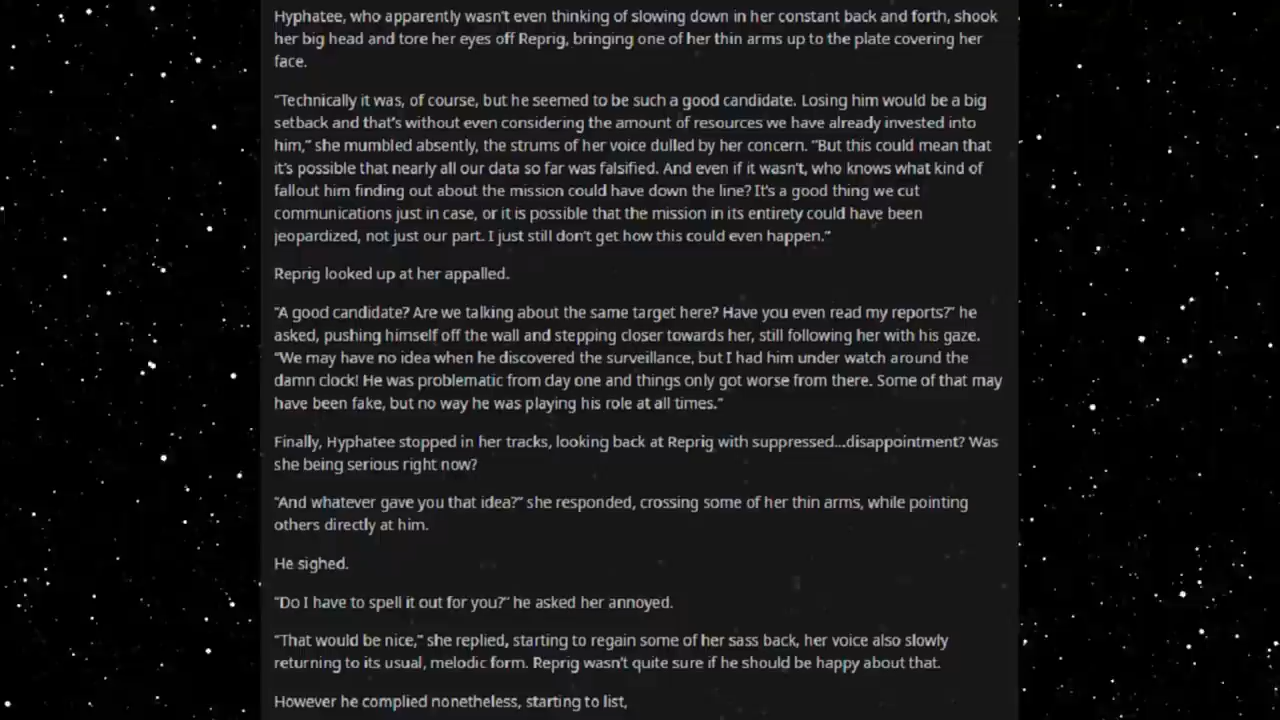 Hyphatee, who apparently wasn't even thinking of slowing down in her constant back and forth, shook
her big head and tore her eyes off Reprig, bringing one of her thin arms up to the plate covering her
face.
"Technically it was, of course, but he seemed to be such a good candidate. Losing him would be a big
setback and that's without even considering the amount of resources we have already invested into
him," she mumbled absently, the strums of her voice dulled by her concern. "But this could mean that
it's possible that nearly all our data so far was falsified. And even if it wasn't, who knows what kind of
fallout him finding out about the mission could have down the line? It's a good thing we cut
communications just in case, or it is possible that the mission in its entirety could have been
jeopardized, not just our part. I just still don't get how this could even happen."
Reprig looked up at her appalled.
"A good candidate? Are we talking about the same target here? Have you even read my reports?" he
asked, pushing himself off the wall and stepping closer towards her, still following her with his gaze.
"We may have no idea when he discovered the surveillance, but I had him under watch around the
damn clock! He was problematic from day one and things only got worse from there. Some of that may
have been fake, but no way he was playing his role at all times."
Finally, Hyphatee stopped in her tracks, looking back at Reprig with suppressed...disappointment? Was
she being serious right now?
"And whatever gave you that idea?" she responded, crossing some of her thin arms, while pointing
others directly at him.
He sighed.
"Do I have to spell it out for you?" he asked her annoyed.
"That would be nice," she replied, starting to regain some of her sass back, her voice also slowly
returning to its usual, melodic form. Reprig wasn't quite sure if he should be happy about that.
However he complied nonetheless, starting to list,